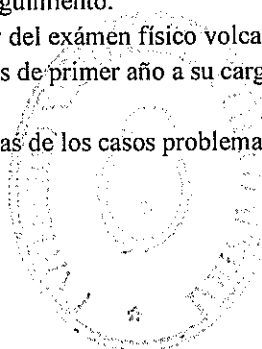 guimiento.
r del exámen físico volca
s de primer año a su carg
as de los casos problema